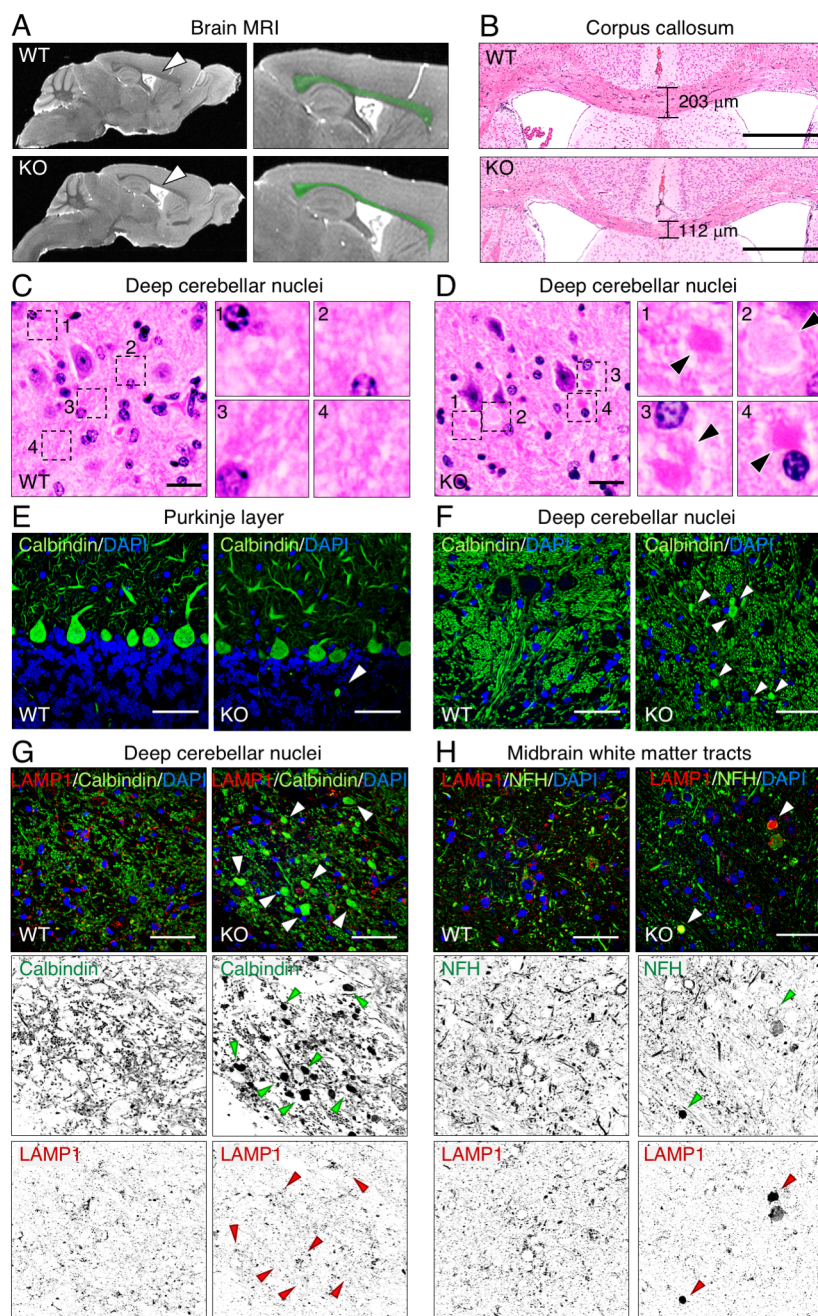 A
Brain MRI
WT
KO
B
Corpus callosum
WT
203 μm
KO
112 μm
C
Deep cerebellar nuclei
1
2
3
4
WT
1
2
3
4
D
Deep cerebellar nuclei
1
2
3
4
KO
1
2
3
4
E
Purkinje layer
Calbindin/DAPI
WT
Calbindin/DAPI
KO
F
Deep cerebellar nuclei
Calbindin/DAPI
WT
Calbindin/DAPI
KO
G
Deep cerebellar nuclei
LAMP1/Calbindin/DAPI
WT
LAMP1/Calbindin/DAPI
KO
Calbindin
Calbindin
LAMP1
LAMP1
H
Midbrain white matter tracts
LAMP1/NFH/DAPI
WT
LAMP1/NFH/DAPI
KO
NFH
NFH
LAMP1
LAMP1